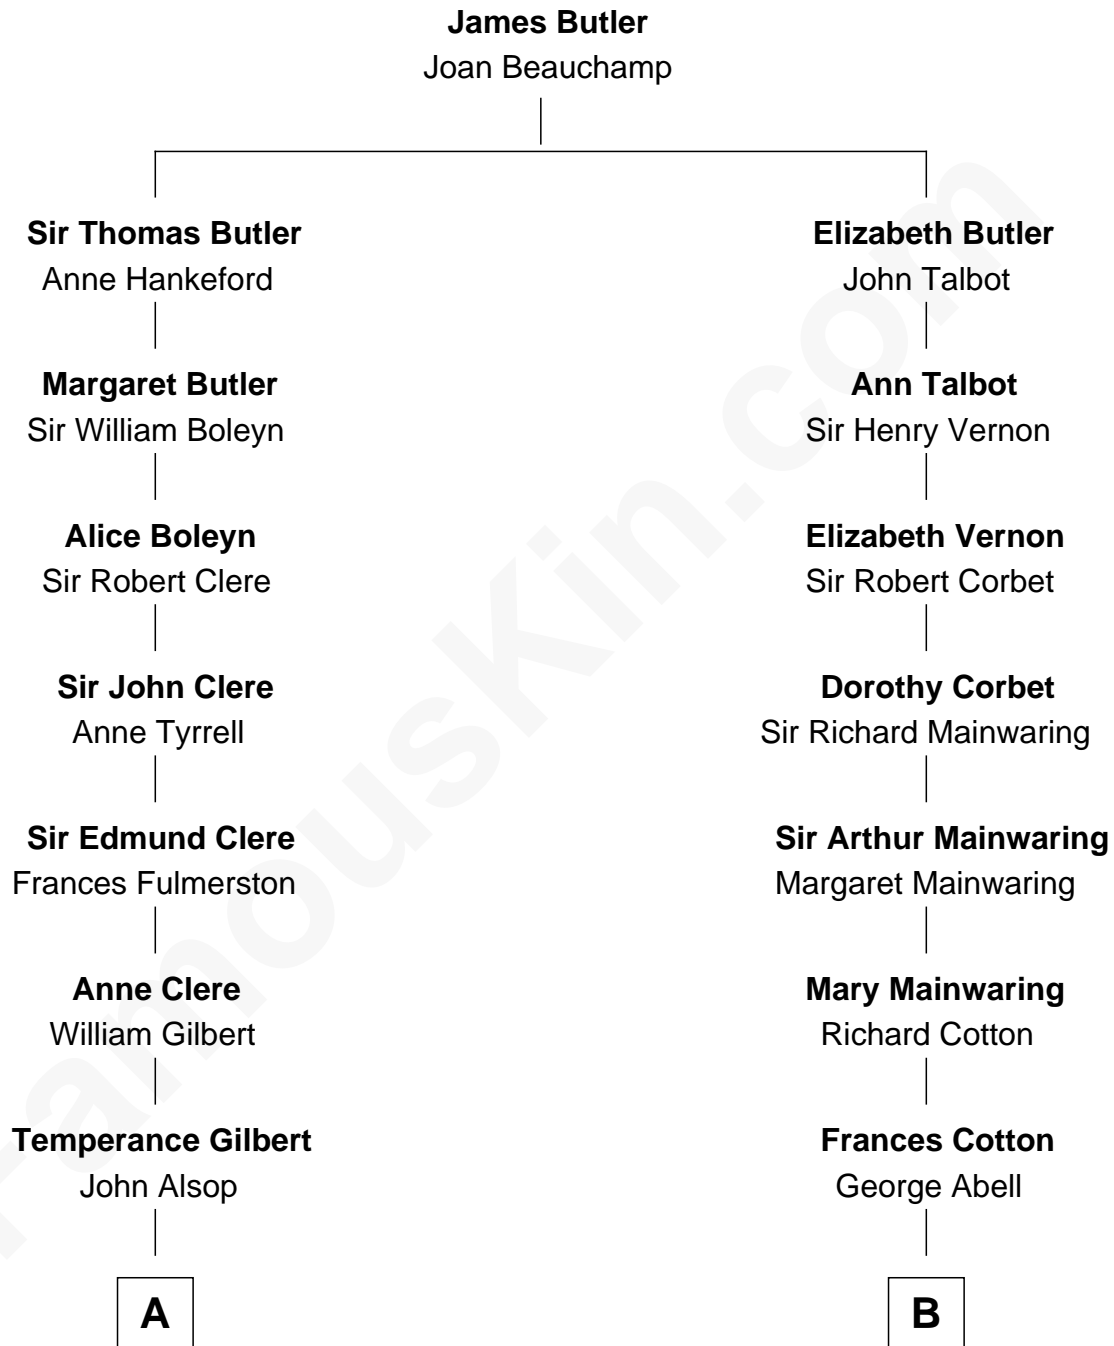 James Butler
Joan Beauchamp
Sir Thomas Butler
Anne Hankeford
Margaret Butler
Sir William Boleyn
Alice Boleyn
Sir Robert Clere
Sir John Clere
Anne Tyrrell
Sir Edmund Clere
Frances Fulmerston
Anne Clere
William Gilbert
Temperance Gilbert
John Alsop
A
Elizabeth Butler
John Talbot
Ann Talbot
Sir Henry Vernon
Elizabeth Vernon
Sir Robert Corbet
Dorothy Corbet
Sir Richard Mainwaring
Sir Arthur Mainwaring
Margaret Mainwaring
Mary Mainwaring
Richard Cotton
Frances Cotton
George Abell
B
FamousKin.com